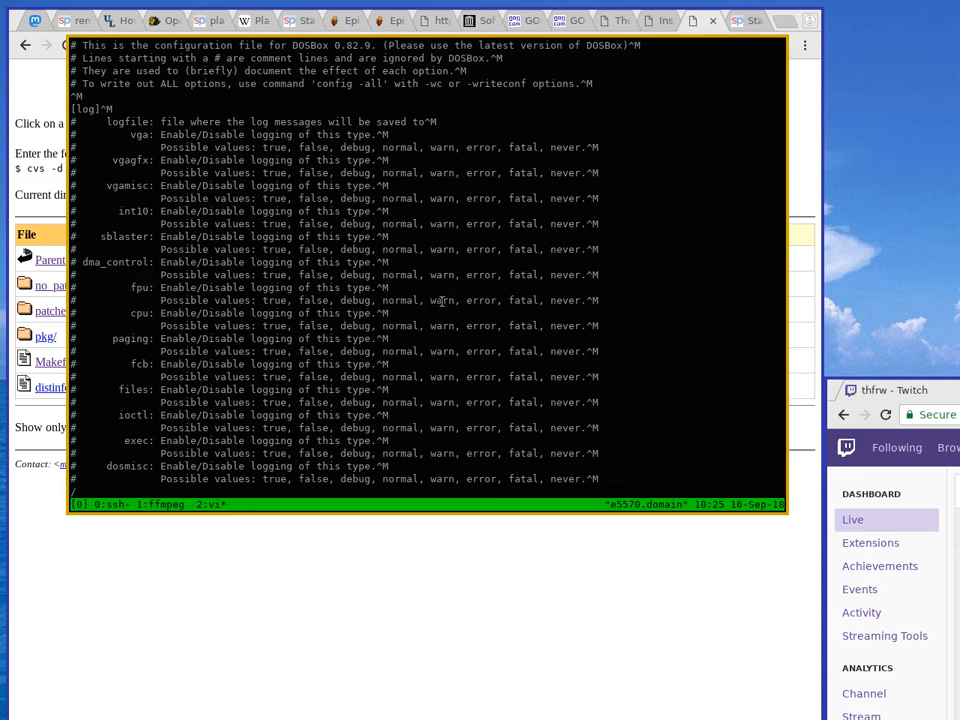 ren
Ho
Op
pla
Pla
Sta
Epi
Epi
htt
Sof
GO
GO
The
Ins
Sta
# This is the configuration file for DOSBox 0.82.9. (Please use the latest version of DOSBox)^M
# Lines starting with a # are comment lines and are ignored by DOSBox.^M
# They are used to (briefly) document the effect of each option.^M
# To write out ALL options, use command 'config -all' with -wc or -writeconf options.^M
^M
[log]^M
#     logfile: file where the log messages will be saved to^M
#         vga: Enable/Disable logging of this type.^M
#              Possible values: true, false, debug, normal, warn, error, fatal, never.^M
#      vgagfx: Enable/Disable logging of this type.^M
#              Possible values: true, false, debug, normal, warn, error, fatal, never.^M
#     vgamisc: Enable/Disable logging of this type.^M
#              Possible values: true, false, debug, normal, warn, error, fatal, never.^M
#       int10: Enable/Disable logging of this type.^M
#              Possible values: true, false, debug, normal, warn, error, fatal, never.^M
#    sblaster: Enable/Disable logging of this type.^M
#              Possible values: true, false, debug, normal, warn, error, fatal, never.^M
# dma_control: Enable/Disable logging of this type.^M
#              Possible values: true, false, debug, normal, warn, error, fatal, never.^M
#         fpu: Enable/Disable logging of this type.^M
#              Possible values: true, false, debug, normal, warn, error, fatal, never.^M
#         cpu: Enable/Disable logging of this type.^M
#              Possible values: true, false, debug, normal, warn, error, fatal, never.^M
#      paging: Enable/Disable logging of this type.^M
#              Possible values: true, false, debug, normal, warn, error, fatal, never.^M
#         fcb: Enable/Disable logging of this type.^M
#              Possible values: true, false, debug, normal, warn, error, fatal, never.^M
#       files: Enable/Disable logging of this type.^M
#              Possible values: true, false, debug, normal, warn, error, fatal, never.^M
#       ioctl: Enable/Disable logging of this type.^M
#              Possible values: true, false, debug, normal, warn, error, fatal, never.^M
#        exec: Enable/Disable logging of this type.^M
#              Possible values: true, false, debug, normal, warn, error, fatal, never.^M
#     dosmisc: Enable/Disable logging of this type.^M
#              Possible values: true, false, debug, normal, warn, error, fatal, never.^M
/
[0] 0:ssh- 1:ffmpeg  2:vi* "e5570.domain" 10:25 16-Sep-18
Click on a
Enter the f
$ cvs -d
Current dir
File
Parent
no_pat
patche
pkg/
Makef
distinf
Show only
Contact: <m
thfrw - Twitch
Secure
Following
Brow
DASHBOARD
Live
Extensions
Achievements
Events
Activity
Streaming Tools
ANALYTICS
Channel
Stream